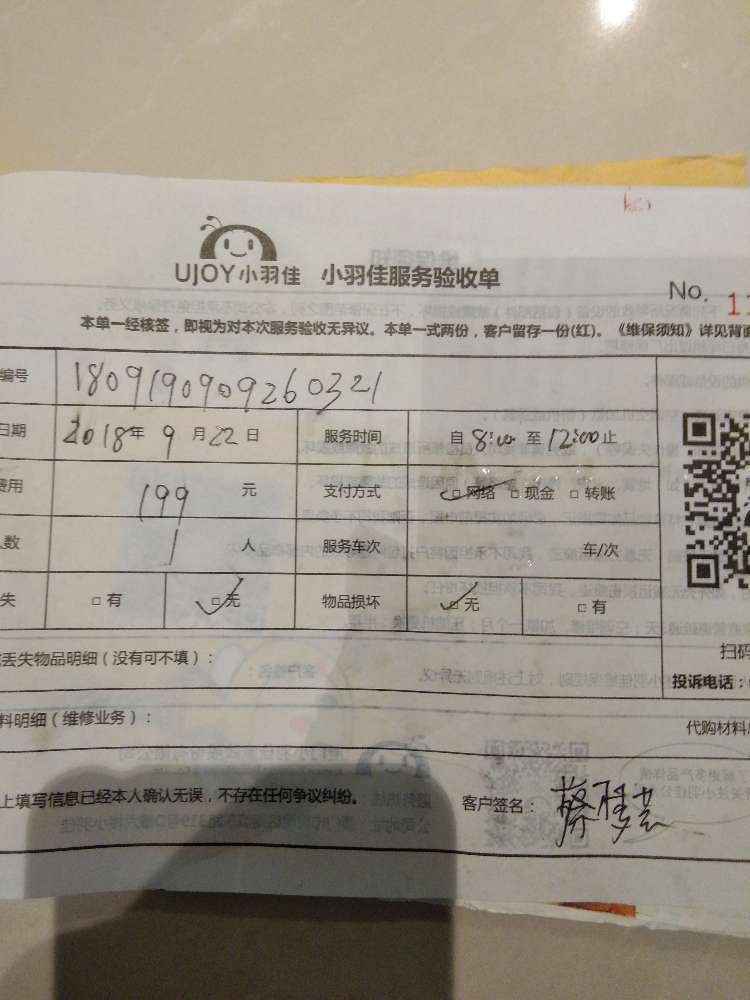 UJOY小羽佳 小羽佳服务验收单
No. 11
本单一经核签，即视为对本次服务验收无异议。本单一式两份，客户留存一份(红)。《维保须知》详见背面
编号 1809190909260321
日期 2018年 9月22日 服务时间 自 8:00 至 12:00止
费用 199 元 支付方式 □网络 □现金 □转账
人数 1 人 服务车次 车/次
失 □有 □无 物品损坏 □无 □有
丢失物品明细（没有可不填）：
扫码
投诉电话：
料明细（维修业务）：
代购材料
上填写信息已经本人确认无误，不存在任何争议纠纷。 客户签名：蔡